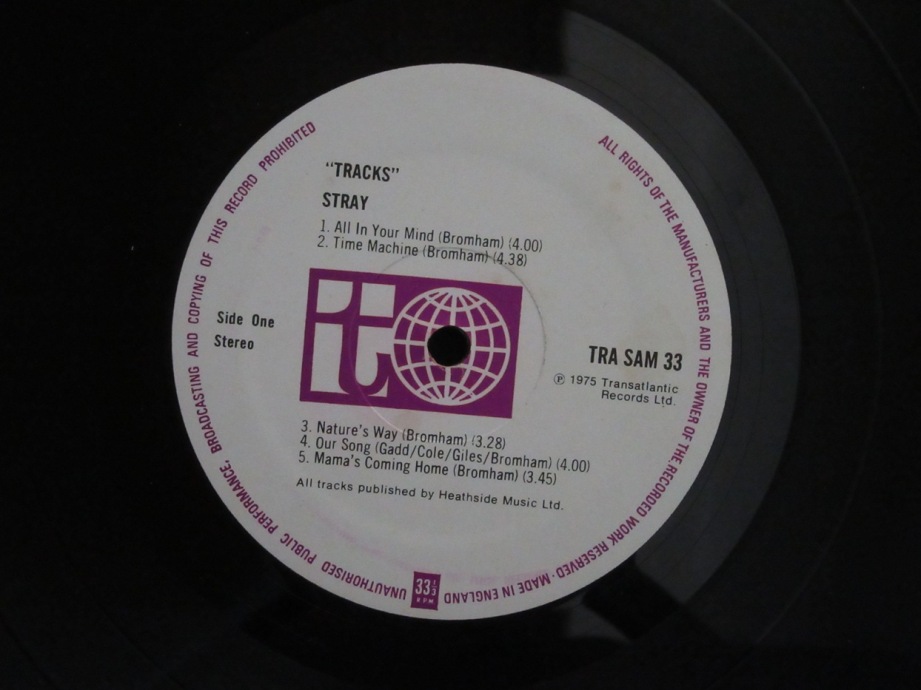 "TRACKS"
STRAY
1. All In Your Mind (Bromham) (4.00)
2. Time Machine (Bromham) (4.38)
it
Side One
Stereo
TRA SAM 33
℗ 1975 Transatlantic
Records Ltd.
3. Nature's Way (Bromham) (3.28)
4. Our Song (Gadd/Cole/Giles/Bromham) (4.00)
5. Mama's Coming Home (Bromham) (3.45)
All tracks published by Heathside Music Ltd.
ALL RIGHTS OF THE MANUFACTURERS AND THE OWNER OF THE RECORDED WORK RESERVED · MADE IN ENGLAND
33⅓
RPM
UNAUTHORISED PUBLIC PERFORMANCE, BROADCASTING AND COPYING OF THIS RECORD PROHIBITED